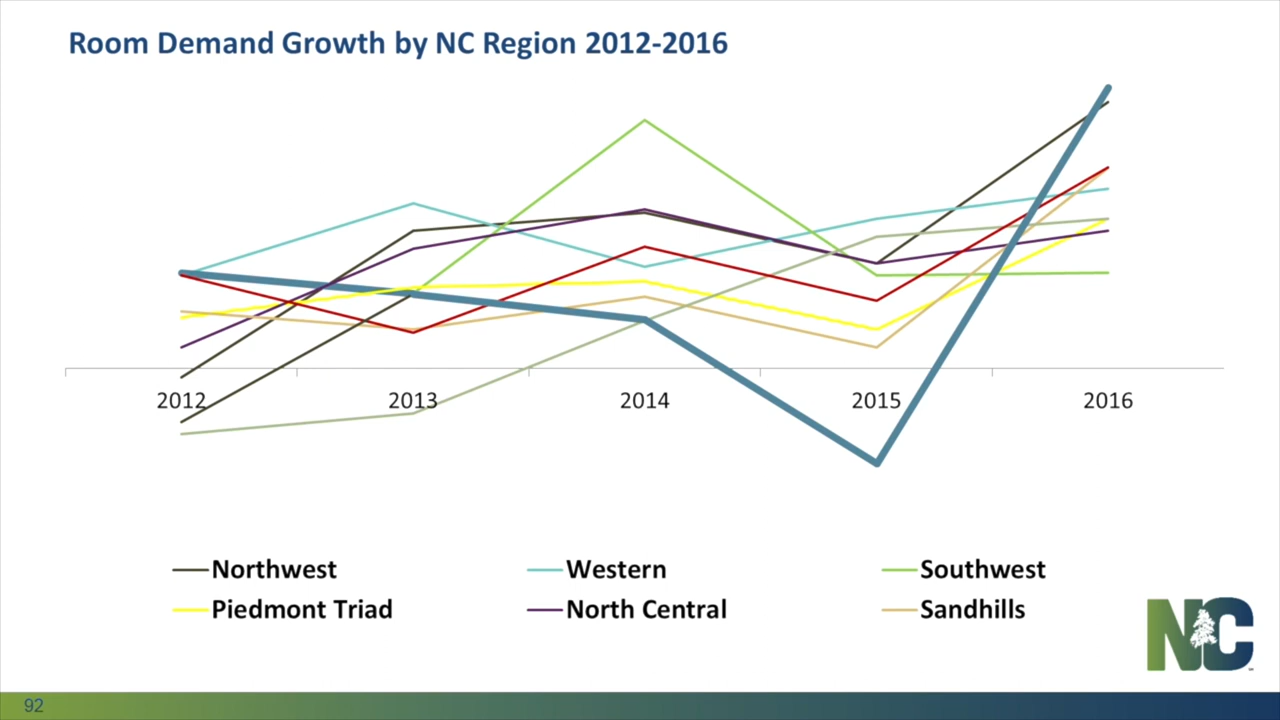 Room Demand Growth by NC Region 2012-2016
2012 2013 2014 2015 2016
Northwest Western Southwest
Piedmont Triad North Central Sandhills
NC
92